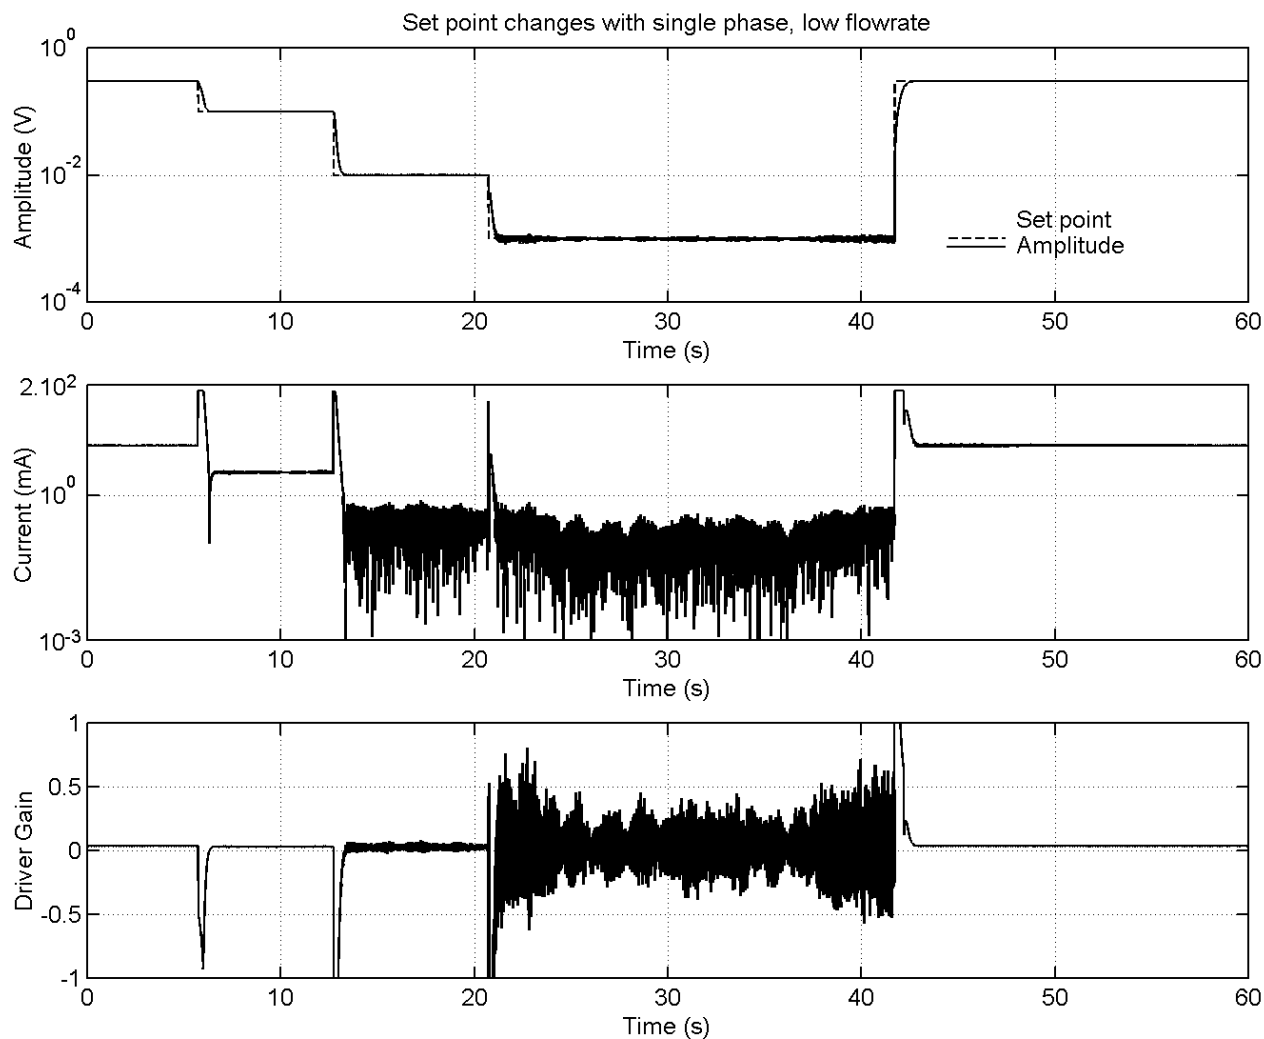 Set point changes with single phase, low flowrate
10^0
10^-2
10^-4
Amplitude (V)
0 10 20 30 40 50 60
Time (s)
Set point
Amplitude
2.10^2
10^0
10^-3
Current (mA)
0 10 20 30 40 50 60
Time (s)
1
0.5
0
-0.5
-1
Driver Gain
0 10 20 30 40 50 60
Time (s)